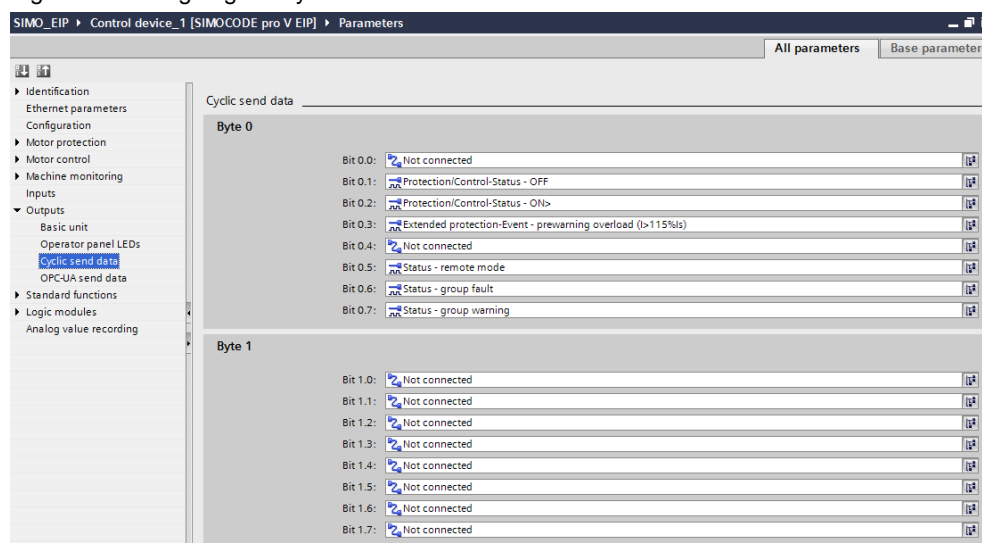 SIMO_EIP ▸ Control device_1 [SIMOCODE pro V EIP] ▸ Parameters
All parameters Base parameter
Identification
Ethernet parameters
Configuration
Motor protection
Motor control
Machine monitoring
Inputs
Outputs
Basic unit
Operator panel LEDs
Cyclic send data
OPC-UA send data
Standard functions
Logic modules
Analog value recording
Cyclic send data
Byte 0
Bit 0.0: Not connected
Bit 0.1: Protection/Control-Status - OFF
Bit 0.2: Protection/Control-Status - ON>
Bit 0.3: Extended protection-Event - prewarning overload (I>115%Is)
Bit 0.4: Not connected
Bit 0.5: Status - remote mode
Bit 0.6: Status - group fault
Bit 0.7: Status - group warning
Byte 1
Bit 1.0: Not connected
Bit 1.1: Not connected
Bit 1.2: Not connected
Bit 1.3: Not connected
Bit 1.4: Not connected
Bit 1.5: Not connected
Bit 1.6: Not connected
Bit 1.7: Not connected